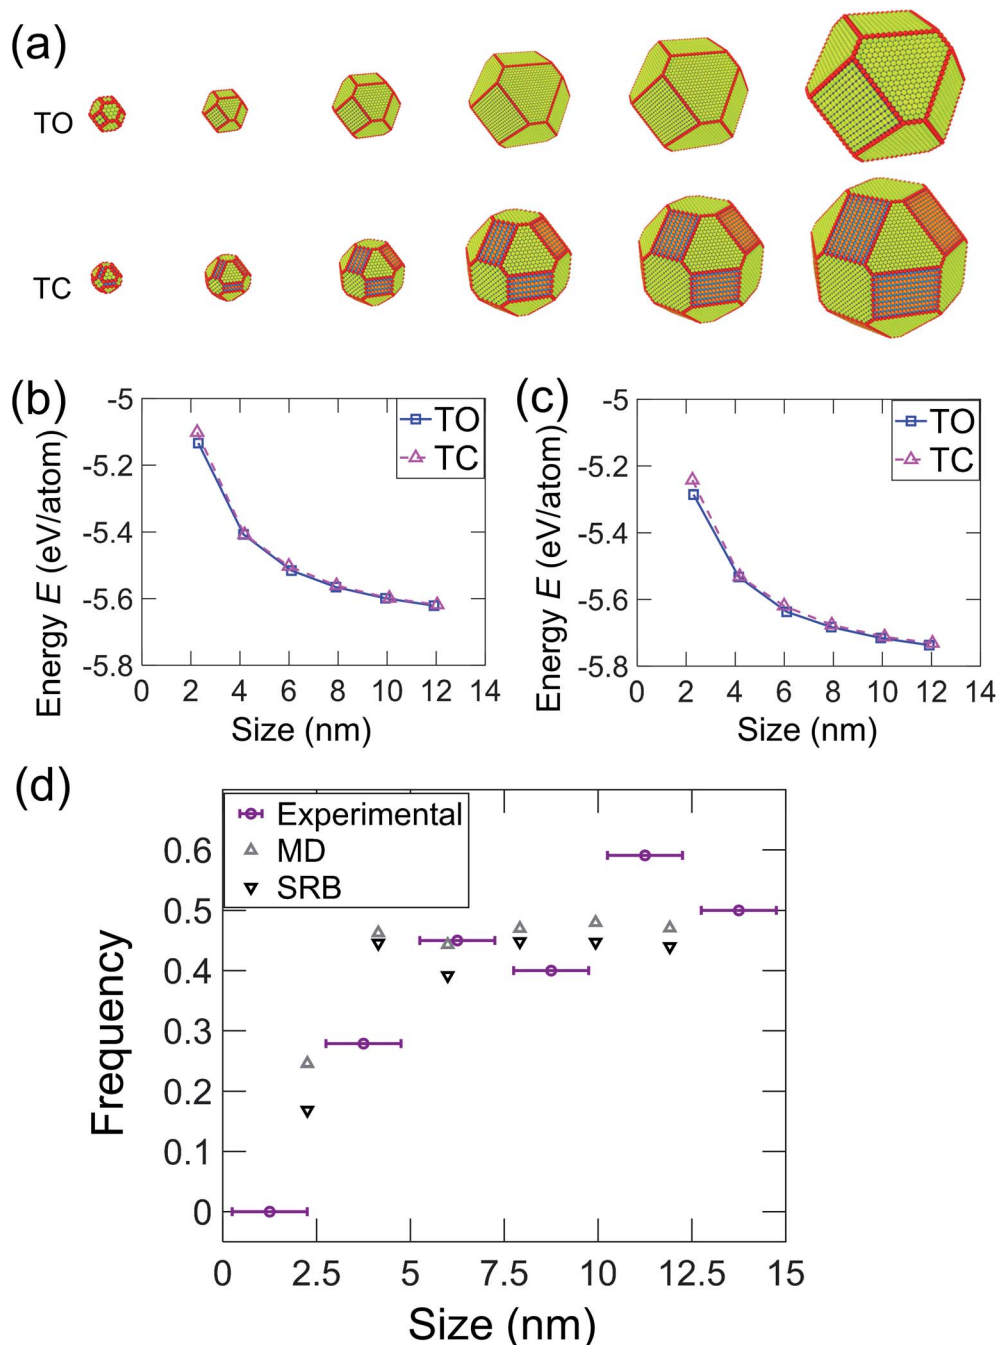 (a)
TO
TC
(b)
Energy E (eV/atom)
-5
-5.2
-5.4
-5.6
-5.8
0 2 4 6 8 10 12 14
Size (nm)
TO
TC
(c)
Energy E (eV/atom)
-5
-5.2
-5.4
-5.6
-5.8
0 2 4 6 8 10 12 14
Size (nm)
TO
TC
(d)
Experimental
MD
SRB
Frequency
0.6
0.5
0.4
0.3
0.2
0.1
0
0 2.5 5 7.5 10 12.5 15
Size (nm)